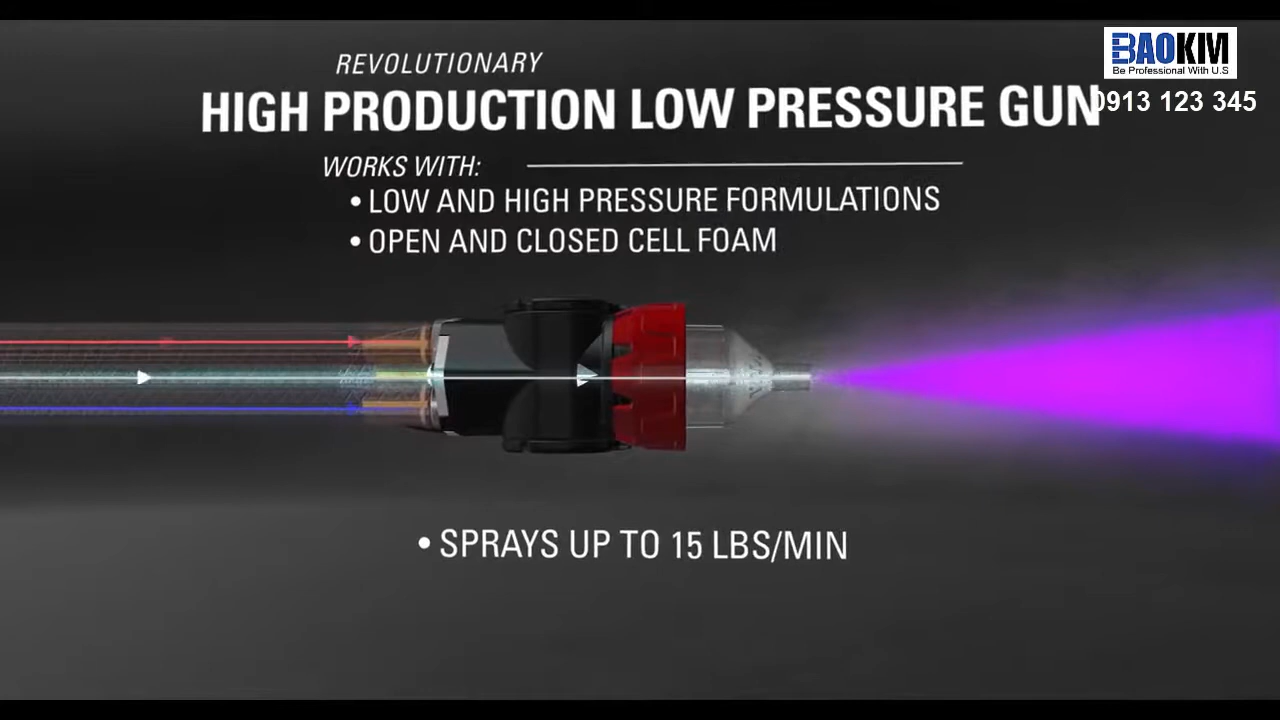 REVOLUTIONARY
HIGH PRODUCTION LOW PRESSURE GUN
WORKS WITH:
• LOW AND HIGH PRESSURE FORMULATIONS
• OPEN AND CLOSED CELL FOAM
• SPRAYS UP TO 15 LBS/MIN
BAOKIM
Be Professional With U.S
0913 123 345